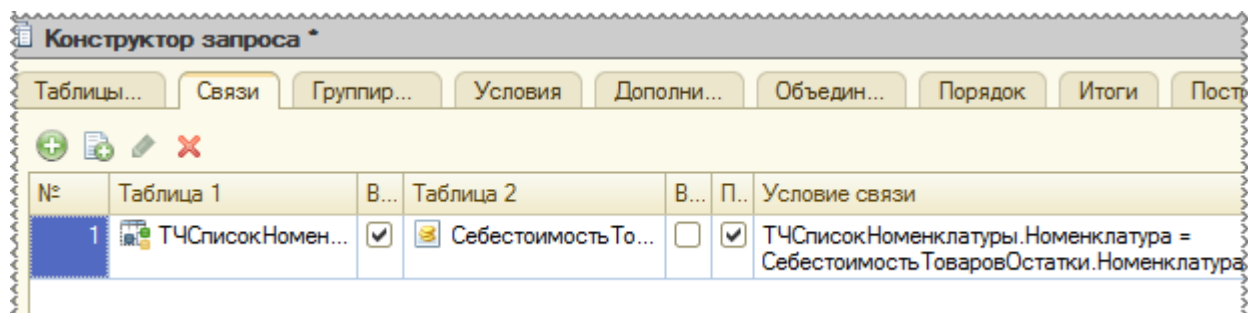 Конструктор запроса *
Таблицы... Связи Группир... Условия Дополни... Объедин... Порядок Итоги Пост
№ Таблица 1 В... Таблица 2 В... П.. Условие связи
1 ТЧСписокНомен... СебестоимостьТо... ТЧСписокНоменклатуры.Номенклатура =
СебестоимостьТоваровОстатки.Номенклатура